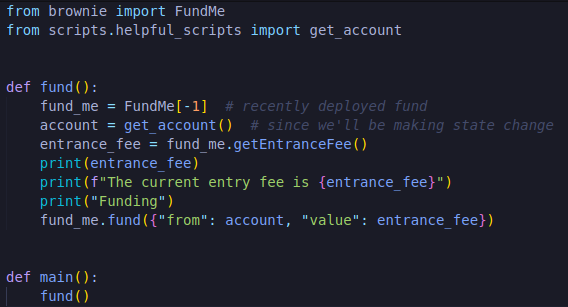 from brownie import FundMe
from scripts.helpful_scripts import get_account
def fund():
    fund_me = FundMe[-1]  # recently deployed fund
    account = get_account()  # since we'll be making state change
    entrance_fee = fund_me.getEntranceFee()
    print(entrance_fee)
    print(f"The current entry fee is {entrance_fee}")
    print("Funding")
    fund_me.fund({"from": account, "value": entrance_fee})
def main():
    fund()